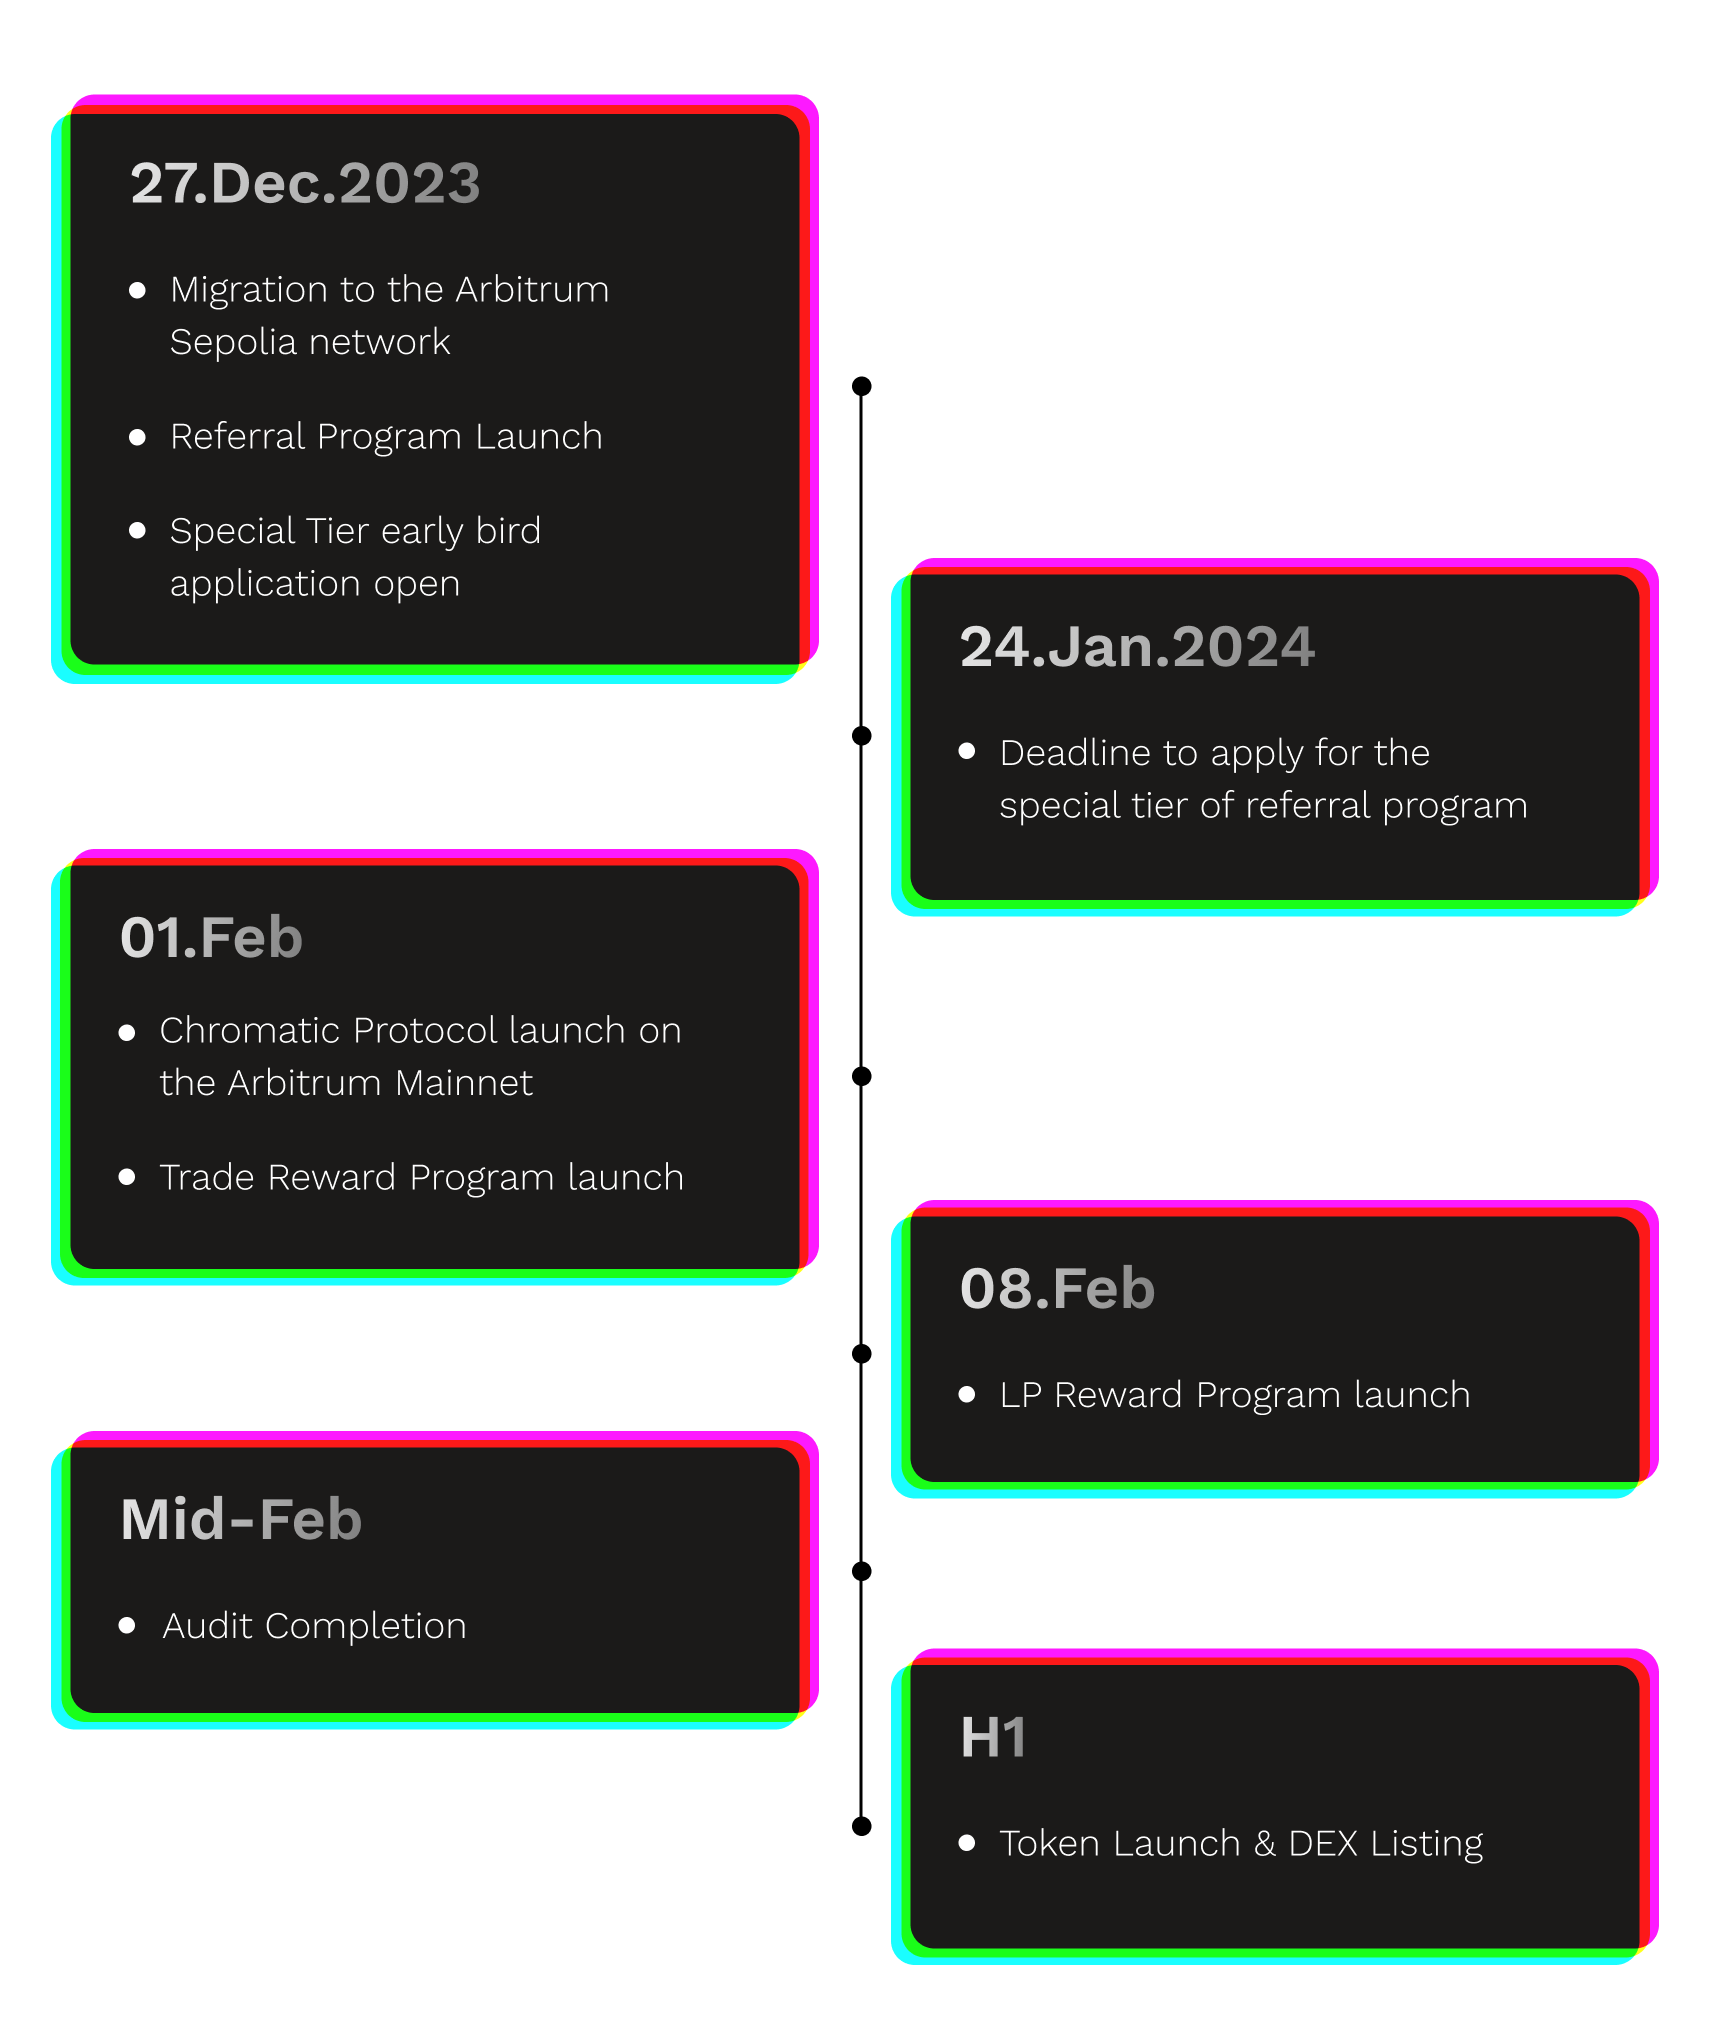 27.Dec.2023
Migration to the Arbitrum
Sepolia network
Referral Program Launch
Special Tier early bird
application open
24.Jan.2024
Deadline to apply for the
special tier of referral program
01.Feb
Chromatic Protocol launch on
the Arbitrum Mainnet
Trade Reward Program launch
08.Feb
LP Reward Program launch
Mid-Feb
Audit Completion
H1
Token Launch & DEX Listing